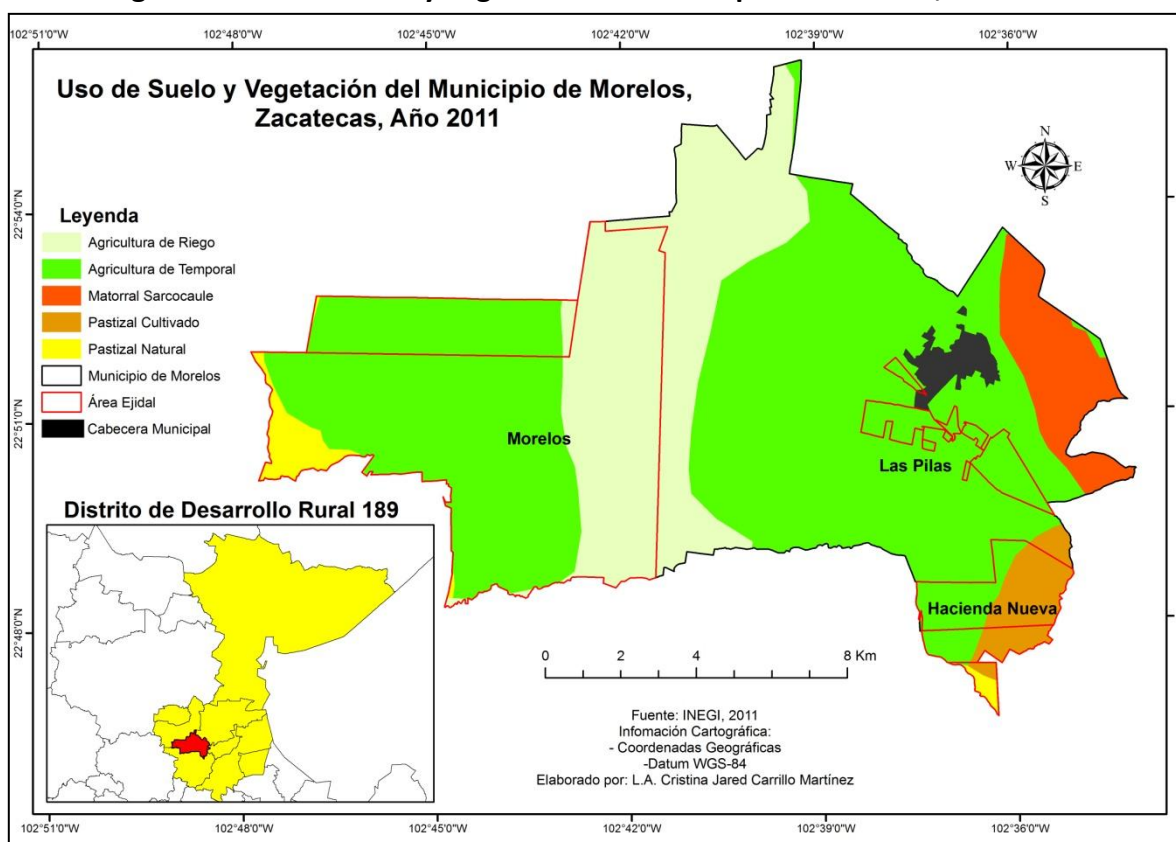 102°51'0"W 102°48'0"W 102°45'0"W 102°42'0"W 102°39'0"W 102°36'0"W
Uso de Suelo y Vegetación del Municipio de Morelos,
Zacatecas, Año 2011
N
W E
S
22°54'0"N
22°51'0"N
22°48'0"N
Leyenda
Agricultura de Riego
Agricultura de Temporal
Matorral Sarcocaule
Pastizal Cultivado
Pastizal Natural
Municipio de Morelos
Área Ejidal
Cabecera Municipal
Morelos
Las Pilas
Hacienda Nueva
Distrito de Desarrollo Rural 189
0 2 4 8 Km
Fuente: INEGI, 2011
Infomación Cartográfica:
- Coordenadas Geográficas
-Datum WGS-84
Elaborado por: L.A. Cristina Jared Carrillo Martínez
102°51'0"W 102°48'0"W 102°45'0"W 102°42'0"W 102°39'0"W 102°36'0"W